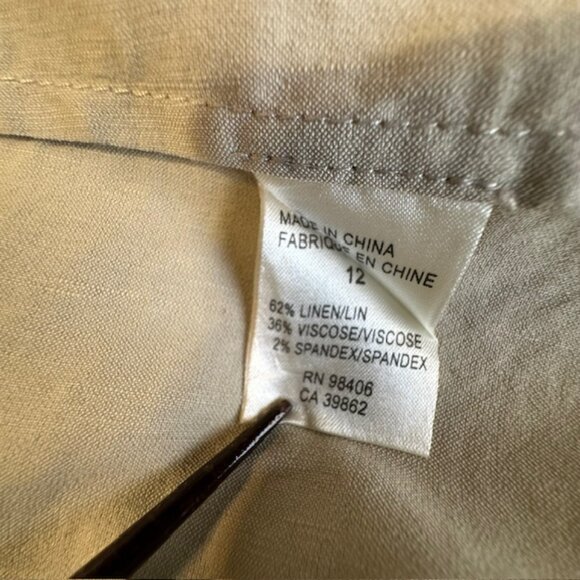 MADE IN CHINA
FABRIQUE EN CHINE
12
62% LINEN/LIN
36% VISCOSE/VISCOSE
2% SPANDEX/SPANDEX
RN 98406
CA 39862